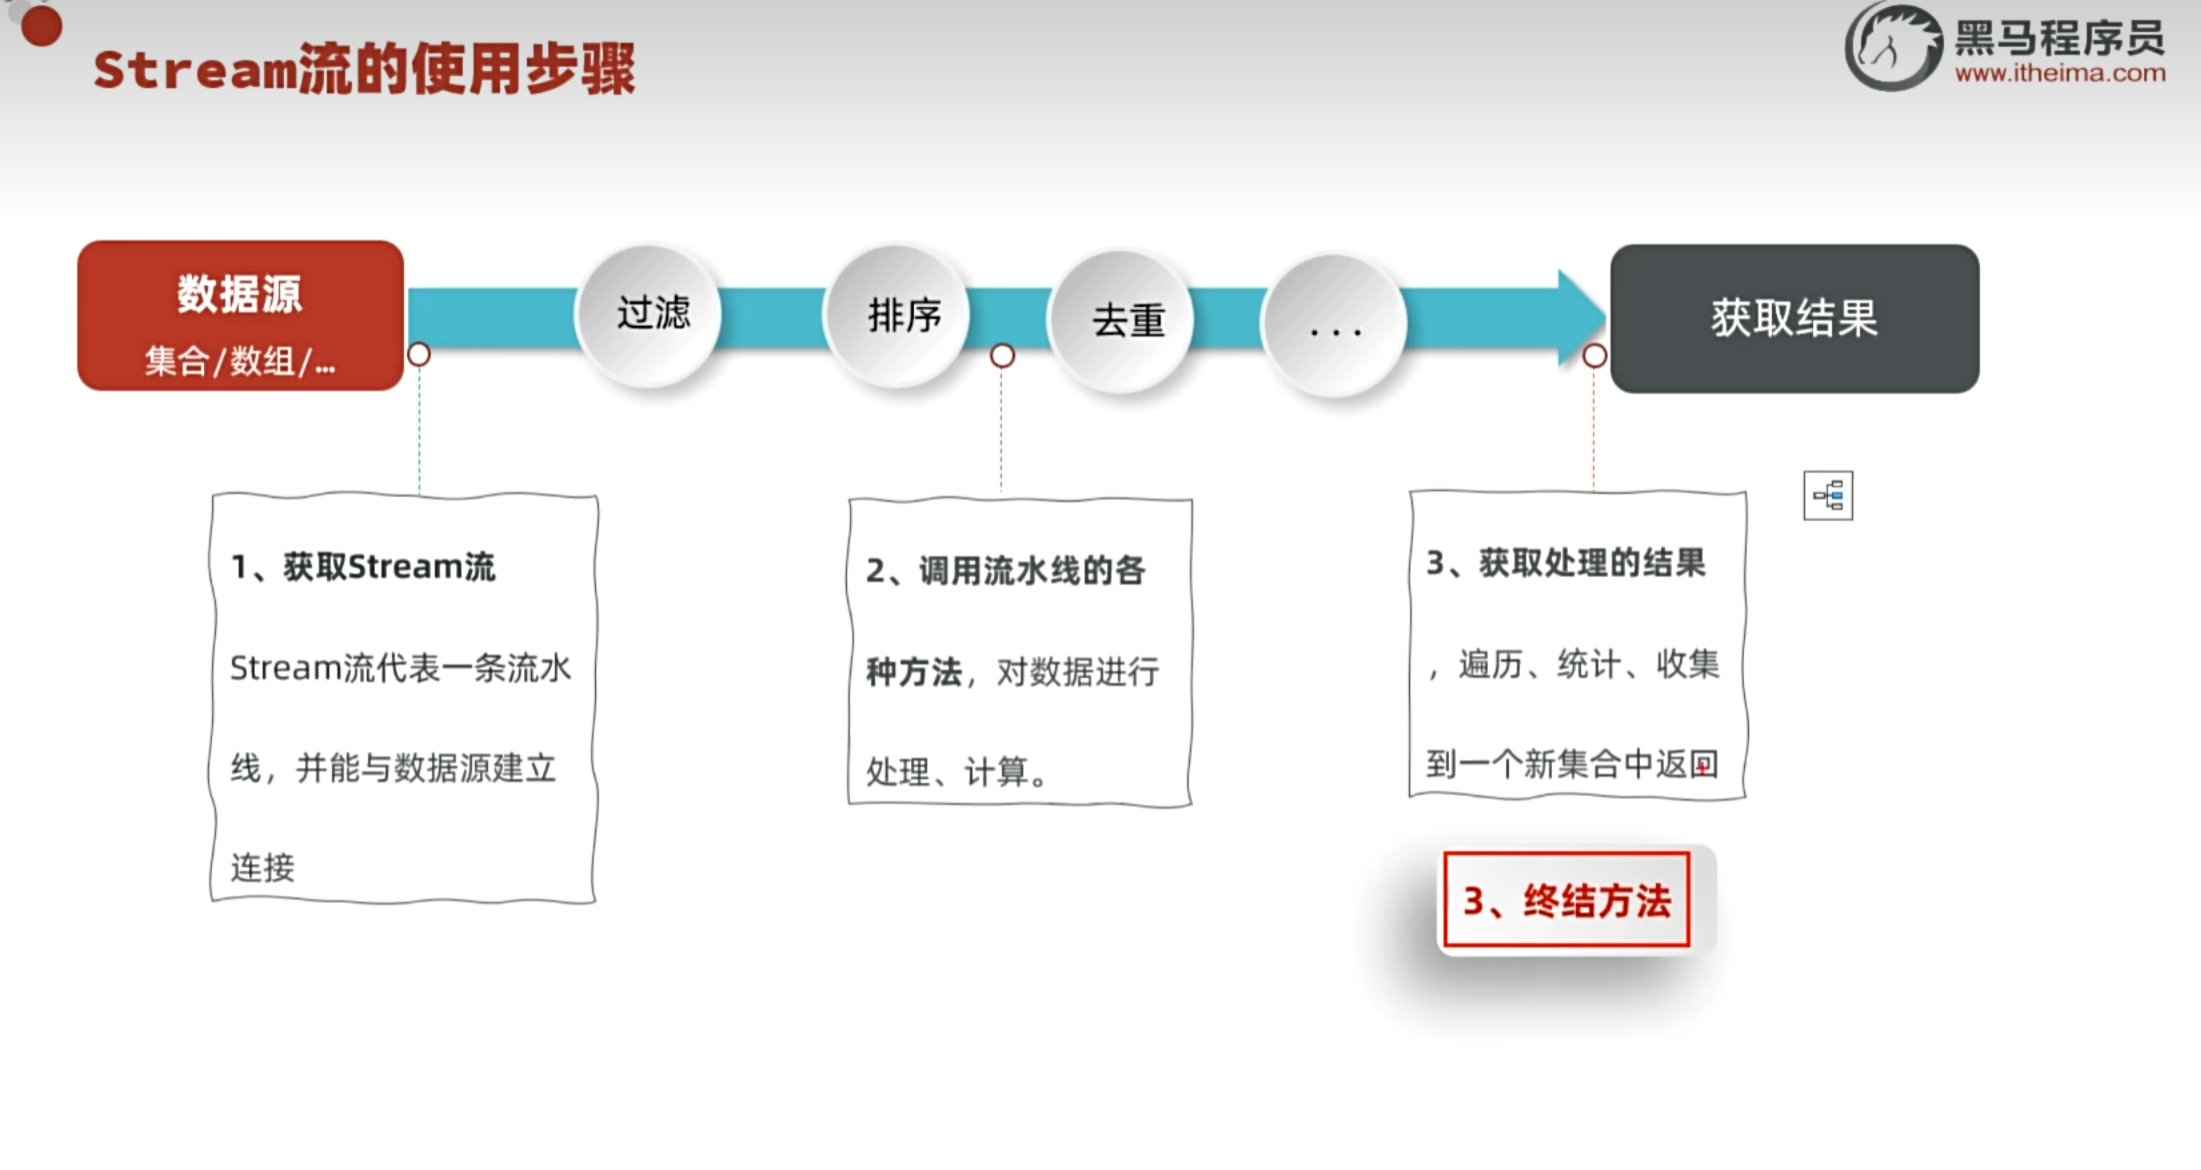 Stream流的使用步骤
黑马程序员
www.itheima.com
数据源
集合/数组/...
过滤
排序
去重
...
获取结果
1、获取Stream流
Stream流代表一条流水
线，并能与数据源建立
连接
2、调用流水线的各
种方法，对数据进行
处理、计算。
3、获取处理的结果
，遍历、统计、收集
到一个新集合中返回
3、终结方法